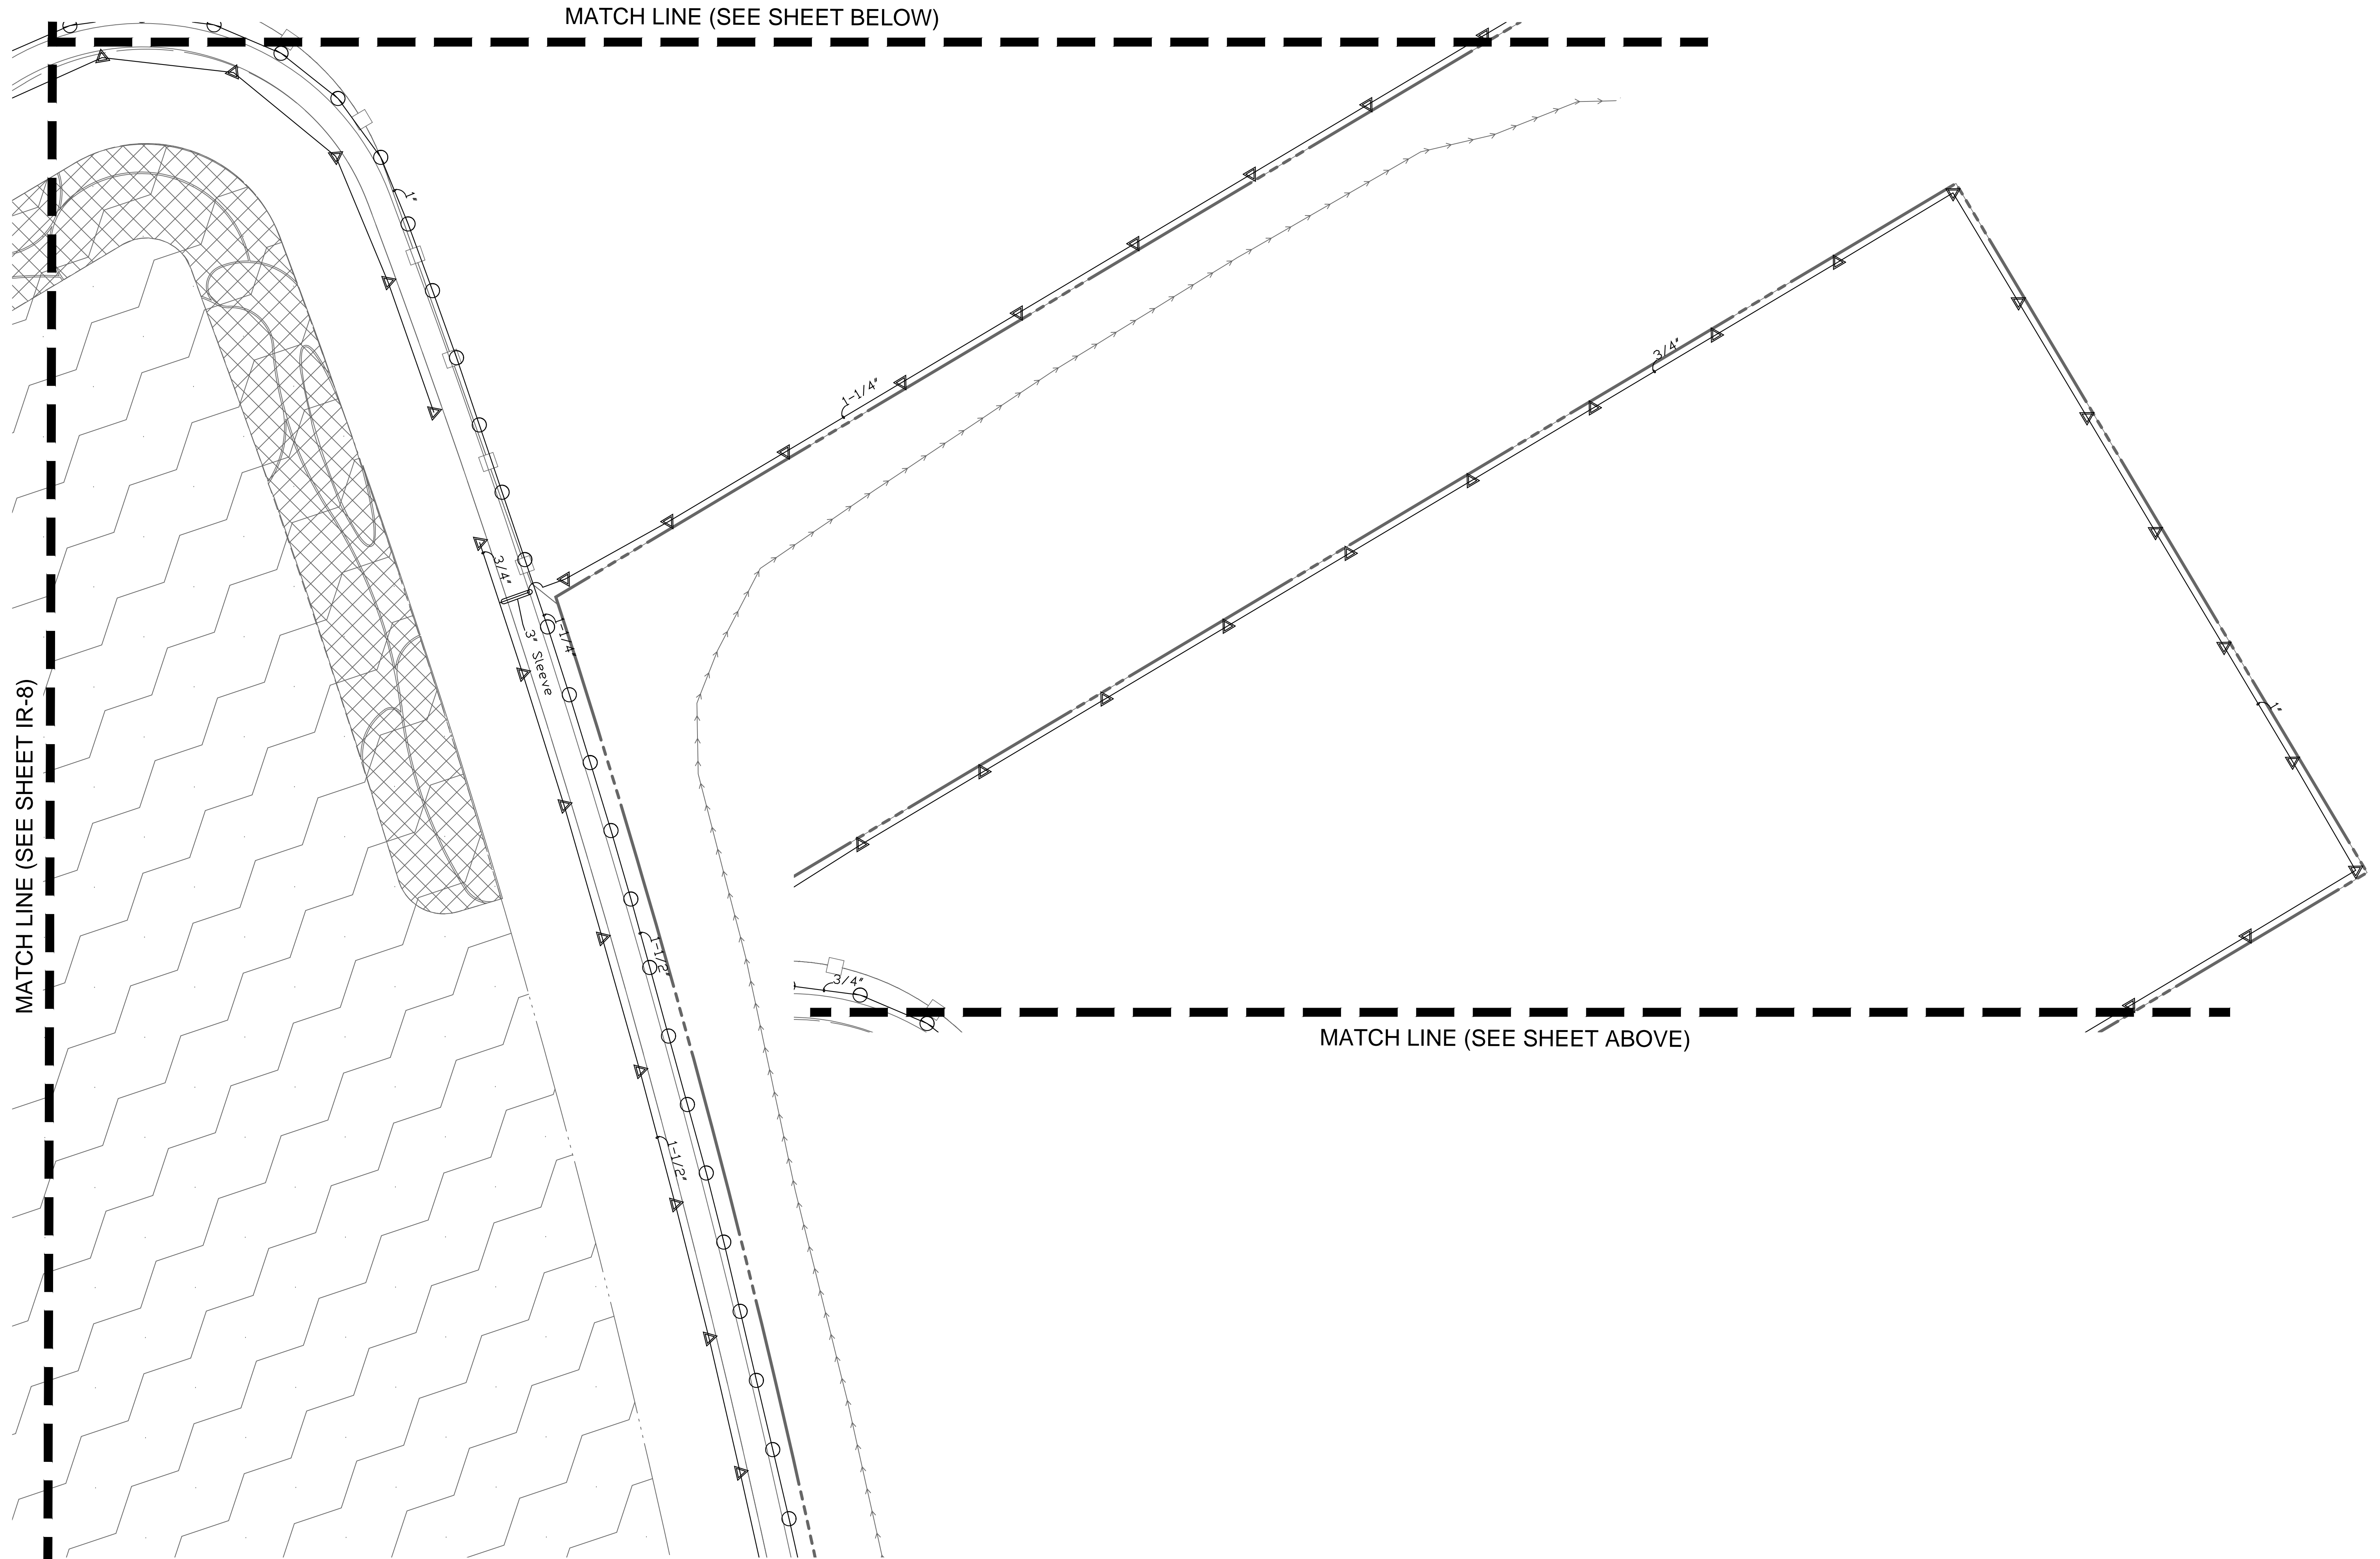 MATCH LINE (SEE SHEET BELOW)
1"
1-1/4"
3/4"
3/4"
1-1/4"
3" Sleeve
MATCH LINE (SEE SHEET IR-8)
1"
1-1/2"
3/4"
MATCH LINE (SEE SHEET ABOVE)
1-1/2"